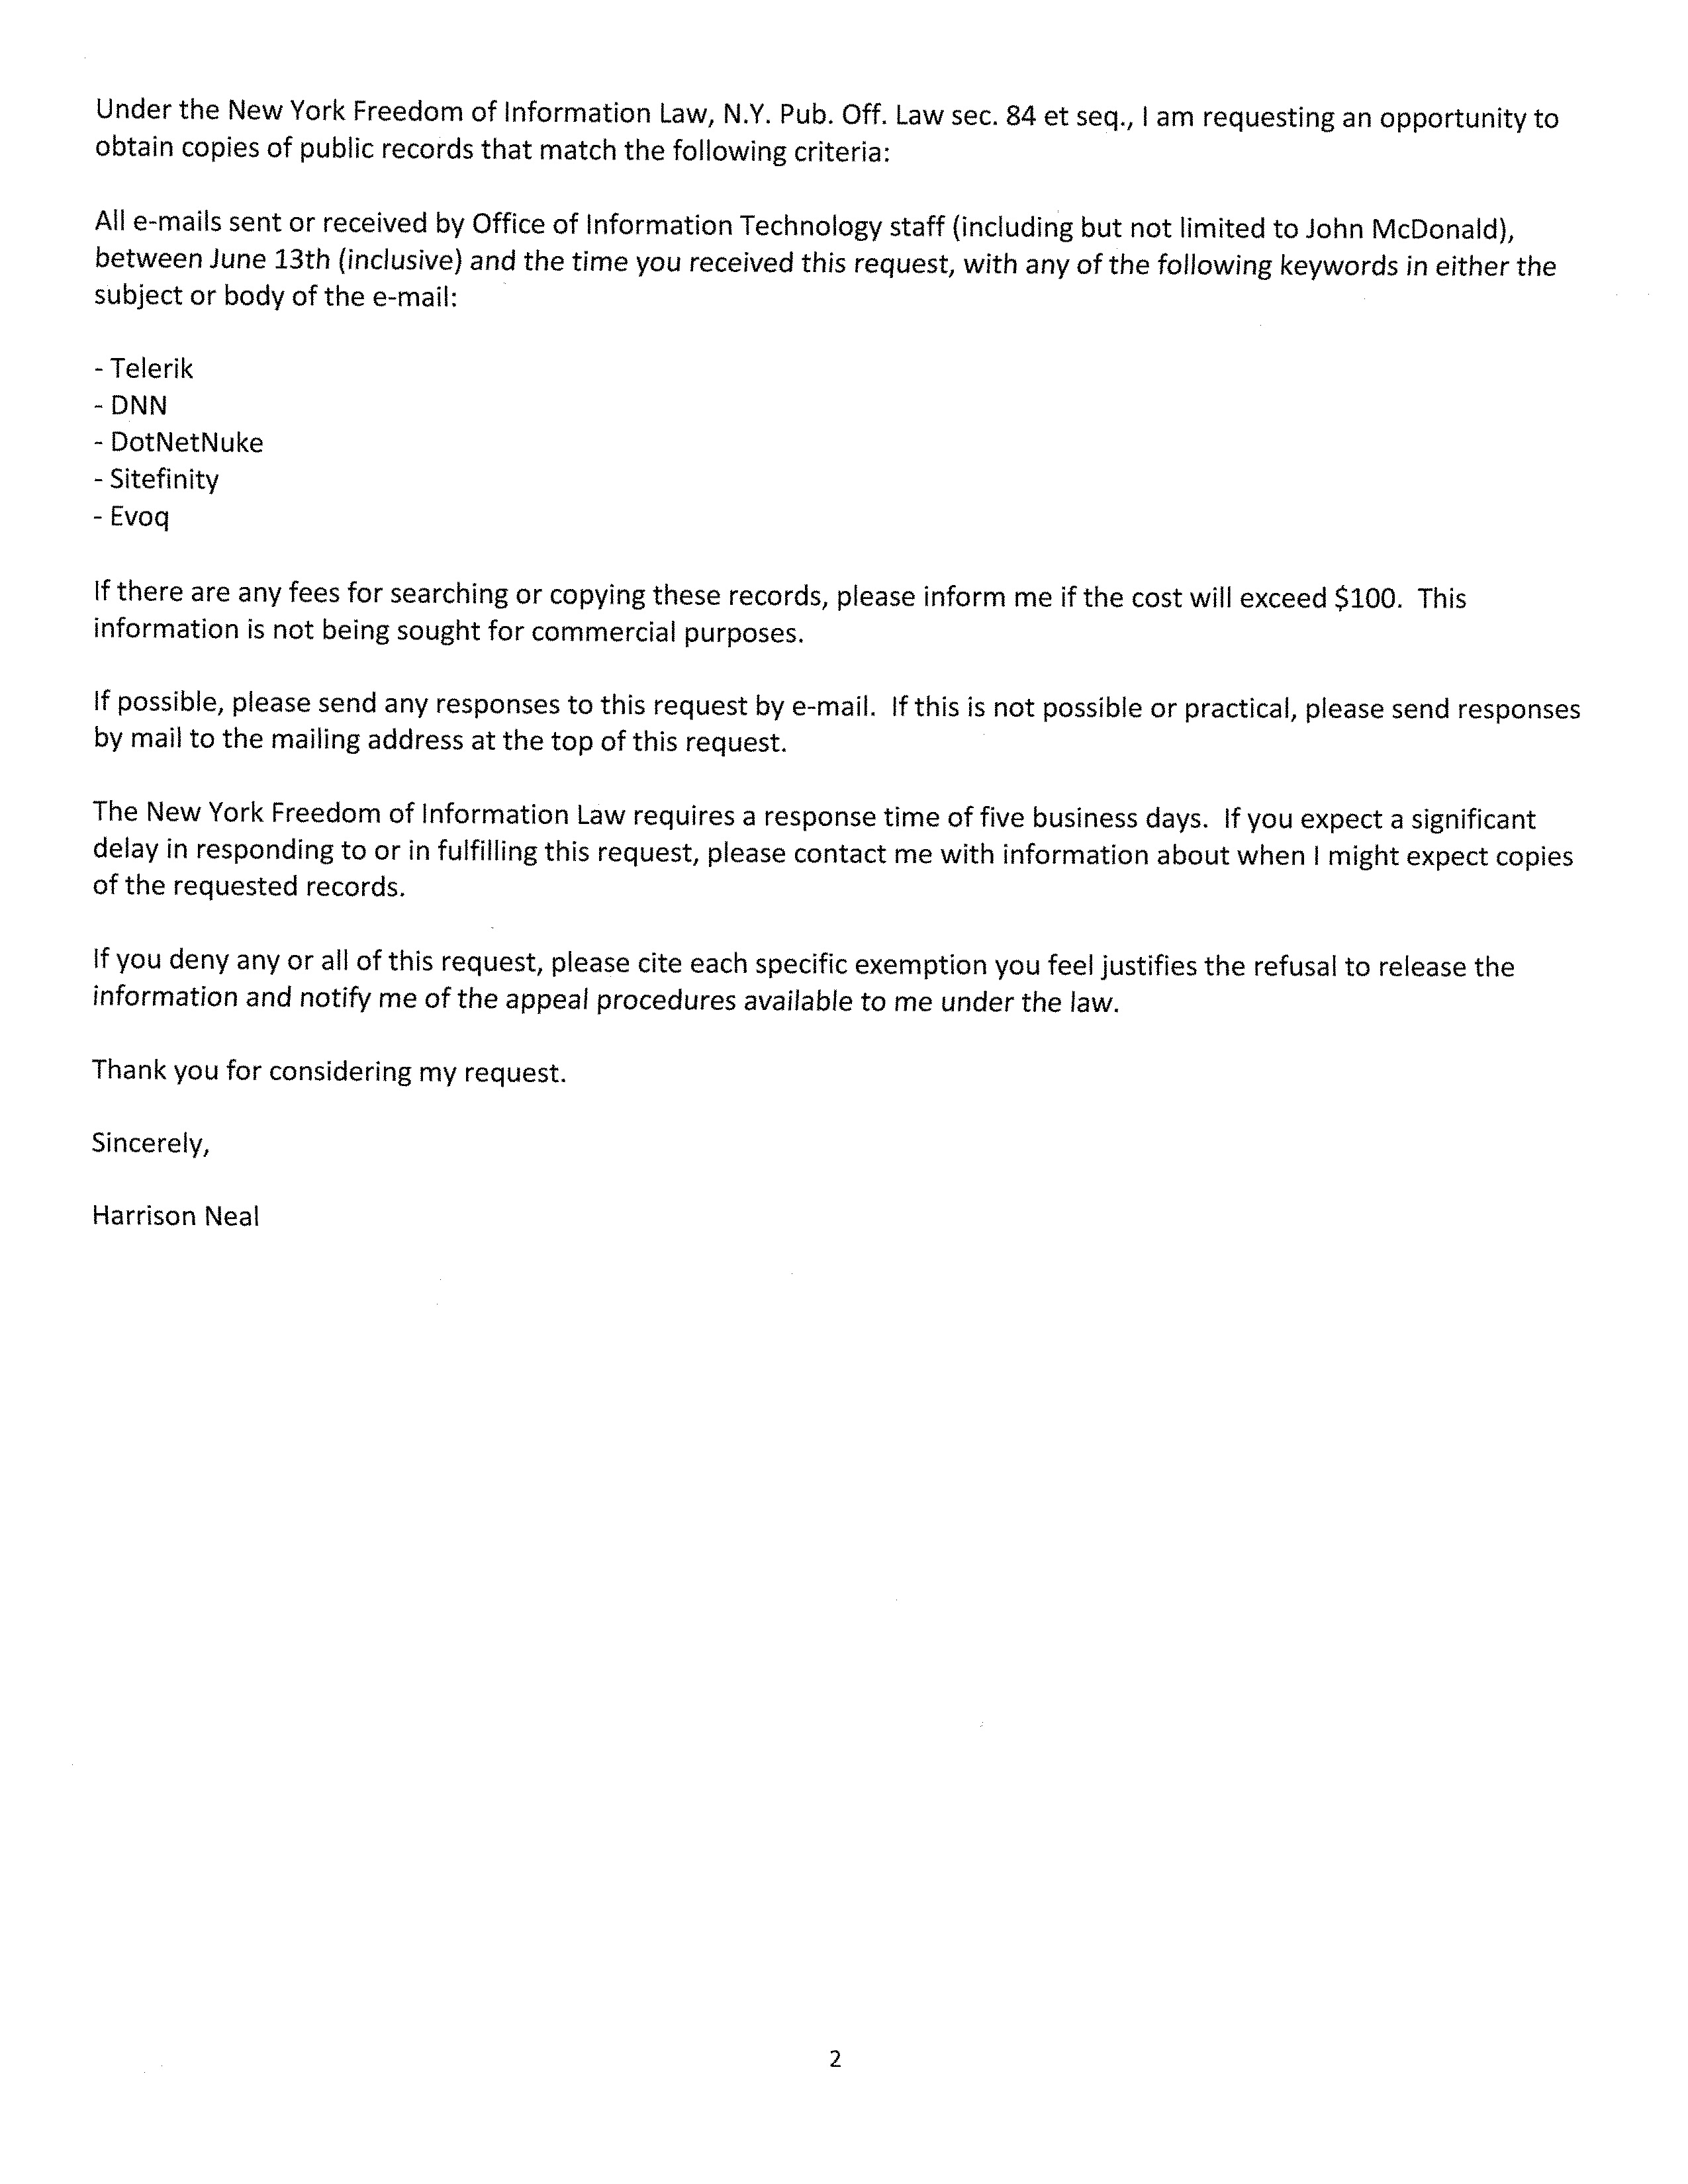 Under the New York Freedom of Information Law, N.Y. Pub. Off. Law sec. 84 et seq., I am requesting an opportunity to
obtain copies of public records that match the following criteria:
All e-mails sent or received by Office of Information Technology staff (including but not limited to John McDonald),
between June 13th (inclusive) and the time you received this request, with any of the following keywords in either the
subject or body of the e-mail:
- Telerik
- DNN
- DotNetNuke
- Sitefinity
- Evoq
If there are any fees for searching or copying these records, please inform me if the cost will exceed $100.  This
information is not being sought for commercial purposes.
If possible, please send any responses to this request by e-mail.  If this is not possible or practical, please send responses
by mail to the mailing address at the top of this request.
The New York Freedom of Information Law requires a response time of five business days.  If you expect a significant
delay in responding to or in fulfilling this request, please contact me with information about when I might expect copies
of the requested records.
If you deny any or all of this request, please cite each specific exemption you feel justifies the refusal to release the
information and notify me of the appeal procedures available to me under the law.
Thank you for considering my request.
Sincerely,
Harrison Neal
2